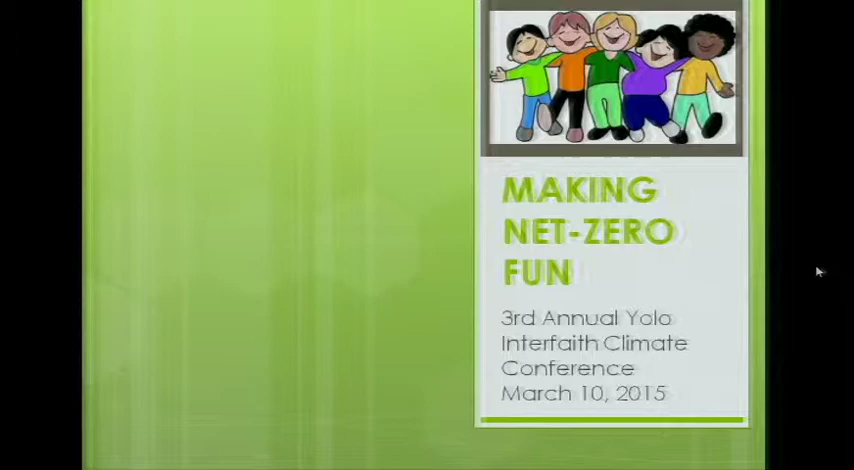 MAKING
NET-ZERO
FUN
3rd Annual Yolo
Interfaith Climate
Conference
March 10, 2015